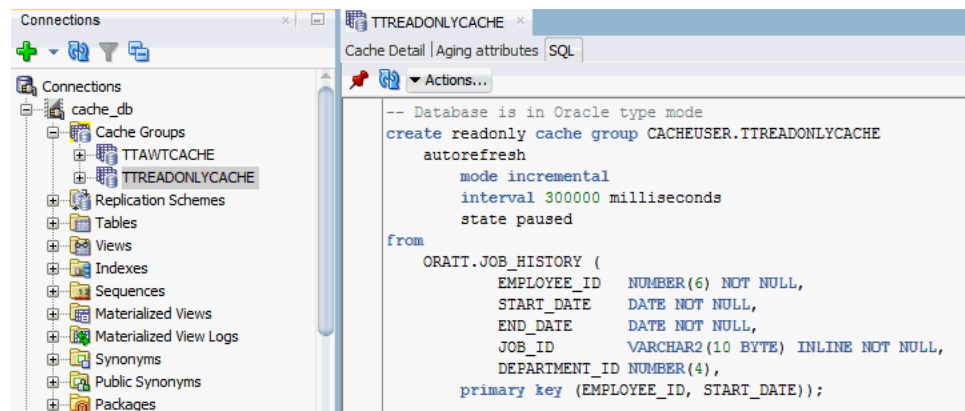 Connections
Connections
cache_db
Cache Groups
TTAWTCACHE
TTREADONLYCACHE
Replication Schemes
Tables
Views
Indexes
Sequences
Materialized Views
Materialized View Logs
Synonyms
Public Synonyms
Packages
TTREADONLYCACHE
Cache Detail Aging attributes SQL
Actions...
-- Database is in Oracle type mode
create readonly cache group CACHEUSER.TTREADONLYCACHE
autorefresh
mode incremental
interval 300000 milliseconds
state paused
from
ORATT.JOB_HISTORY (
EMPLOYEE_ID NUMBER(6) NOT NULL,
START_DATE DATE NOT NULL,
END_DATE DATE NOT NULL,
JOB_ID VARCHAR2(10 BYTE) INLINE NOT NULL,
DEPARTMENT_ID NUMBER(4),
primary key (EMPLOYEE_ID, START_DATE));